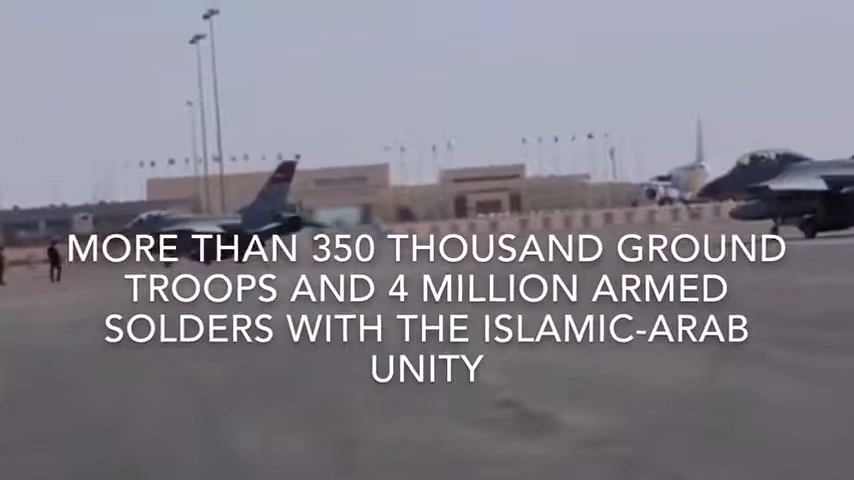 MORE THAN 350 THOUSAND GROUND
TROOPS AND 4 MILLION ARMED
SOLDERS WITH THE ISLAMIC-ARAB
UNITY